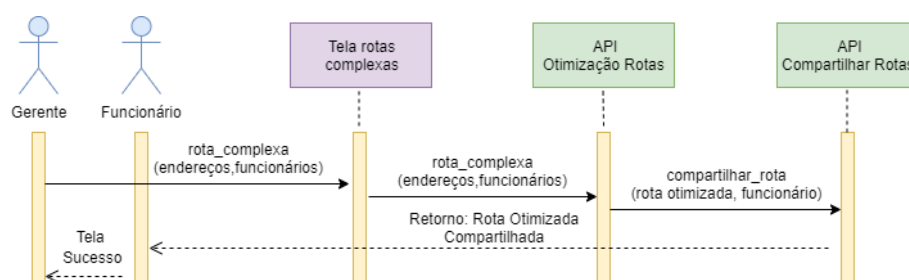 Tela rotas
complexas
API
Otimização Rotas
API
Compartilhar Rotas
Gerente
Funcionário
rota_complexa
(endereços,funcionários)
rota_complexa
(endereços,funcionários)
compartilhar_rota
(rota otimizada, funcionário)
Retorno: Rota Otimizada
Compartilhada
Tela
Sucesso